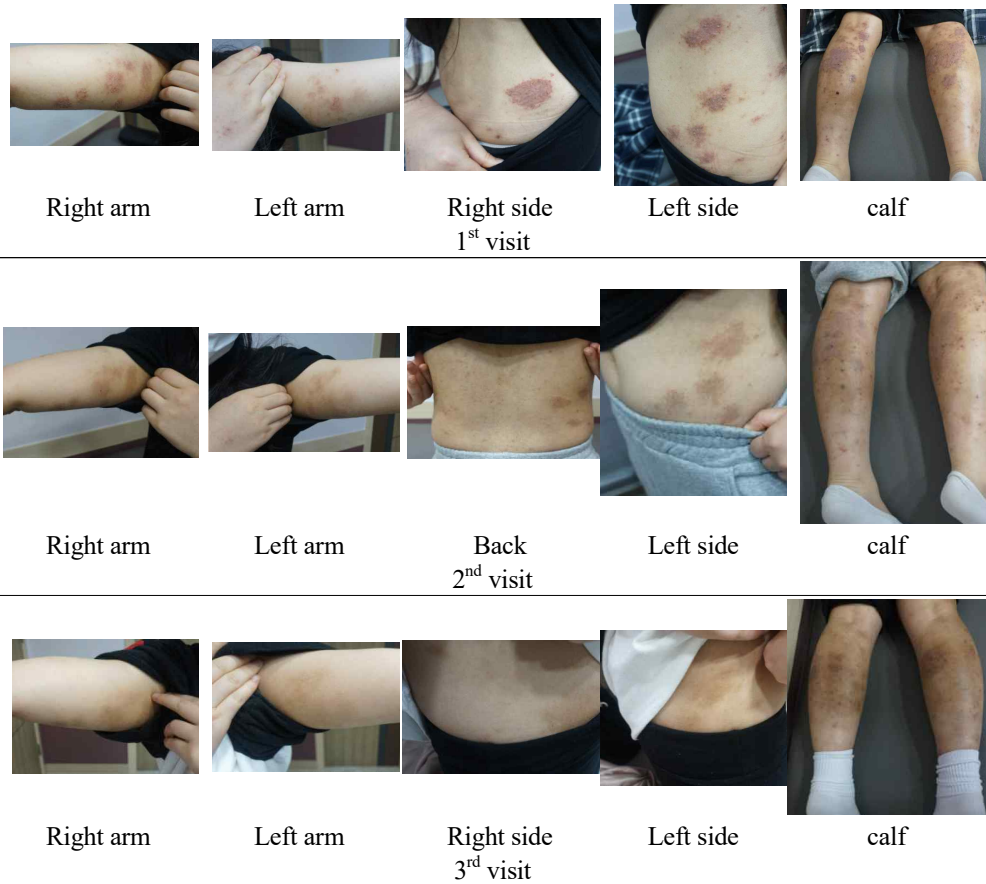 Right arm Left arm Right side Left side calf
1st visit
Right arm Left arm Back Left side calf
2nd visit
Right arm Left arm Right side Left side calf
3rd visit